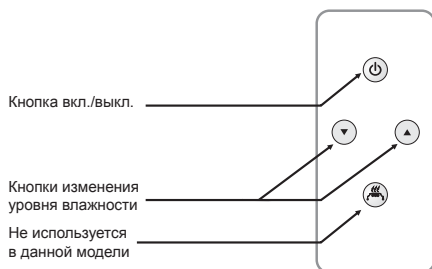 Кнопка вкл./выкл.
Кнопки изменения
уровня влажности
Не используется
в данной модели